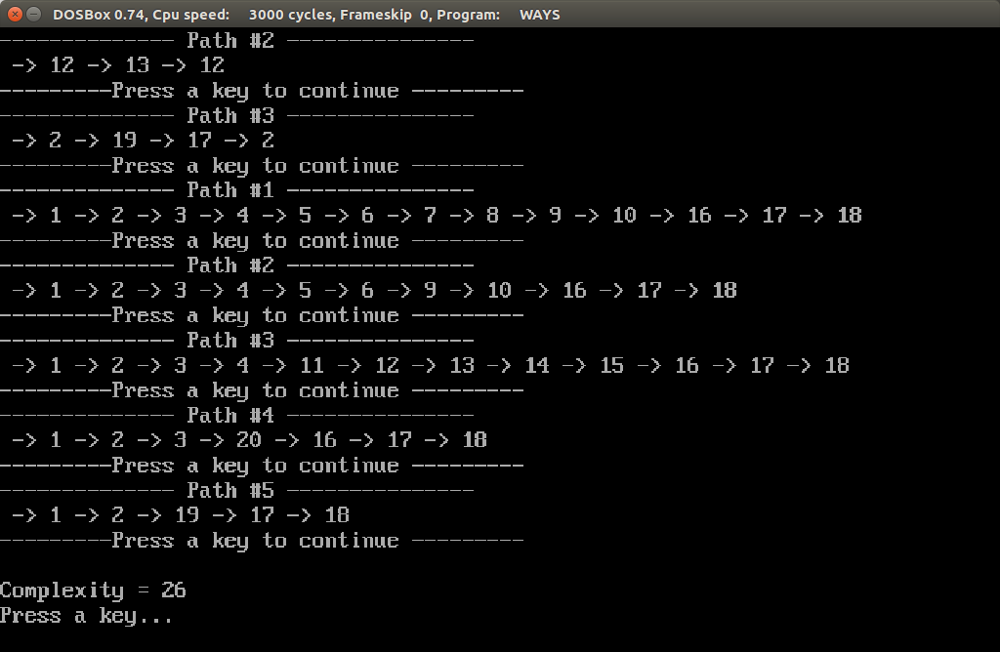 DOSBox 0.74, Cpu speed: 3000 cycles, Frameskip 0, Program: WAYS
-------------- Path #2 ---------------
-> 12 -> 13 -> 12
---------Press a key to continue ---------
-------------- Path #3 ---------------
-> 2 -> 19 -> 17 -> 2
---------Press a key to continue ---------
-------------- Path #1 ---------------
-> 1 -> 2 -> 3 -> 4 -> 5 -> 6 -> 7 -> 8 -> 9 -> 10 -> 16 -> 17 -> 18
---------Press a key to continue ---------
-------------- Path #2 ---------------
-> 1 -> 2 -> 3 -> 4 -> 5 -> 6 -> 9 -> 10 -> 16 -> 17 -> 18
---------Press a key to continue ---------
-------------- Path #3 ---------------
-> 1 -> 2 -> 3 -> 4 -> 11 -> 12 -> 13 -> 14 -> 15 -> 16 -> 17 -> 18
---------Press a key to continue ---------
-------------- Path #4 ---------------
-> 1 -> 2 -> 3 -> 20 -> 16 -> 17 -> 18
---------Press a key to continue ---------
-------------- Path #5 ---------------
-> 1 -> 2 -> 19 -> 17 -> 18
---------Press a key to continue ---------
Complexity = 26
Press a key...